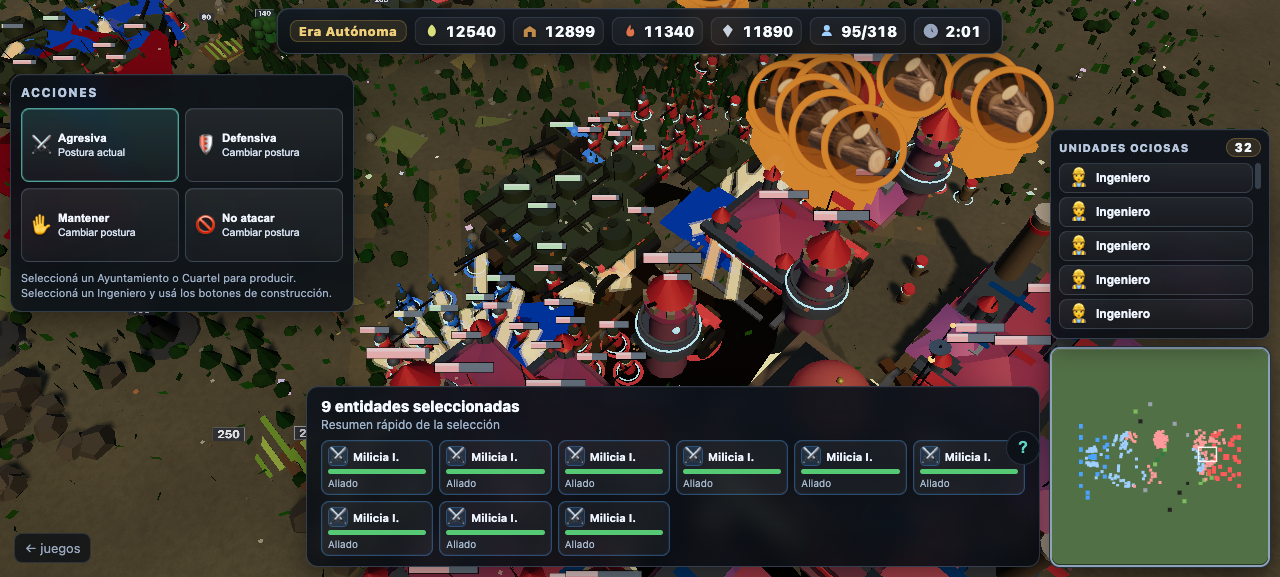 80
140
Era Autónoma
12540
12899
11340
11890
95/318
2:01
ACCIONES
Agresiva
Postura actual
Defensiva
Cambiar postura
Mantener
Cambiar postura
No atacar
Cambiar postura
Seleccioná un Ayuntamiento o Cuartel para producir.
Seleccioná un Ingeniero y usá los botones de construcción.
UNIDADES OCIOSAS
32
Ingeniero
Ingeniero
Ingeniero
Ingeniero
Ingeniero
250
9 entidades seleccionadas
Resumen rápido de la selección
?
Milicia I.
Aliado
Milicia I.
Aliado
Milicia I.
Aliado
Milicia I.
Aliado
Milicia I.
Aliado
Milicia I.
Aliado
Milicia I.
Aliado
Milicia I.
Aliado
Milicia I.
Aliado
← juegos